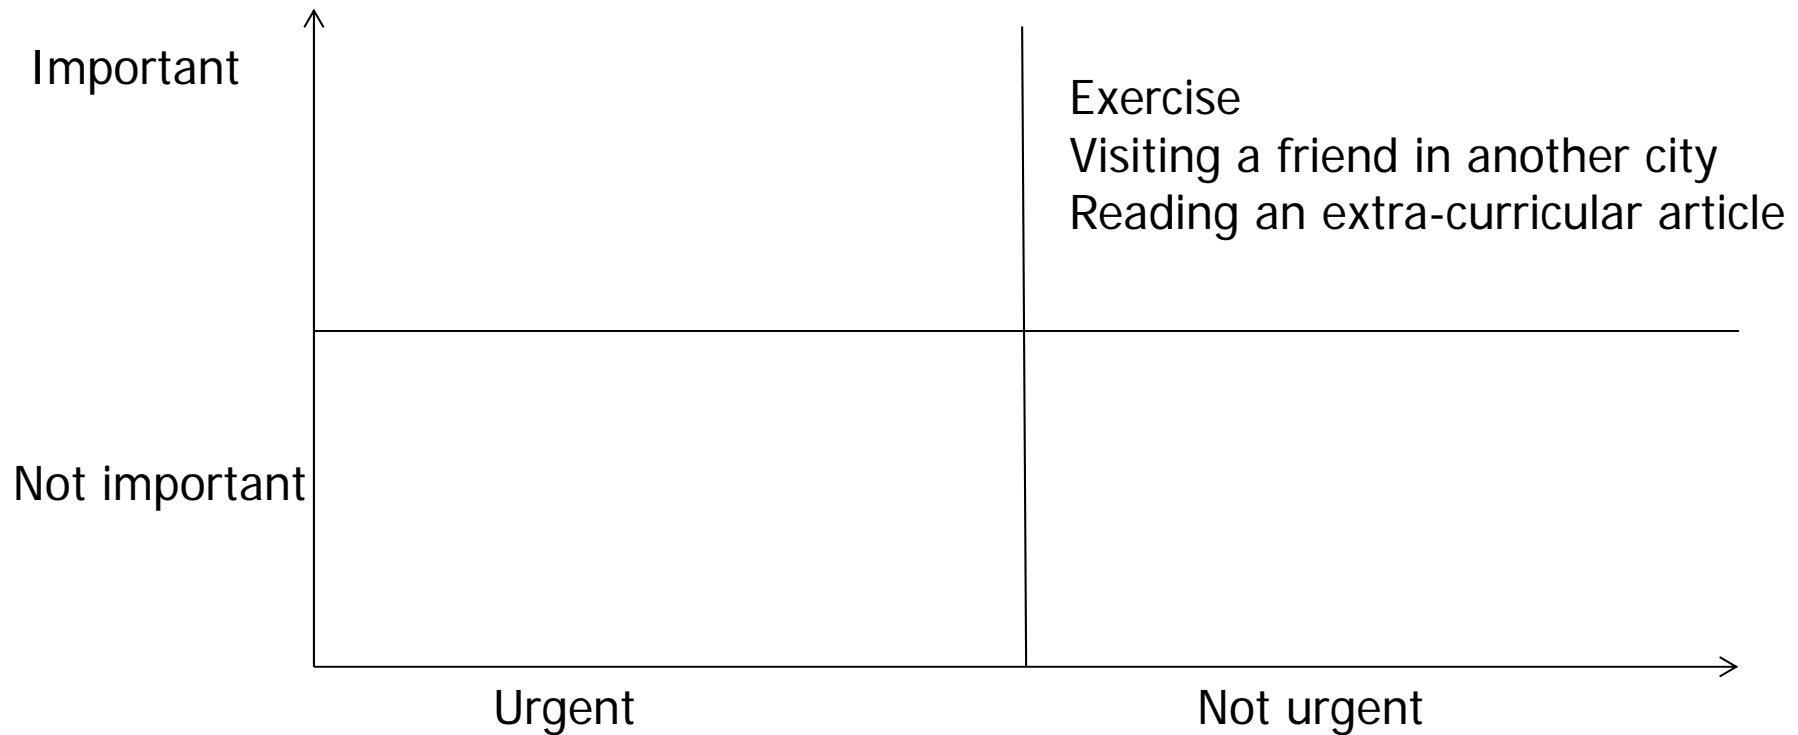 Important
Exercise
Visiting a friend in another city
Reading an extra-curricular article
Not important
Urgent
Not urgent